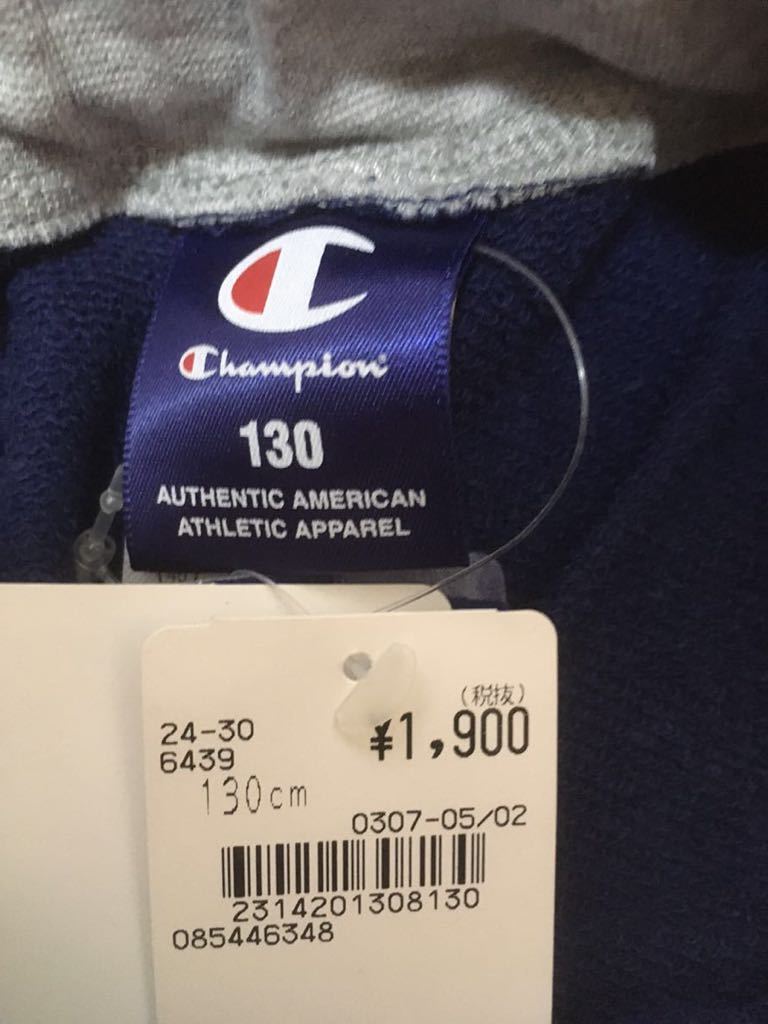 Champion
130
AUTHENTIC AMERICAN
ATHLETIC APPAREL
(税抜)
24-30
¥1,900
6439
130cm
0307-05/02
2314201308130
085446348